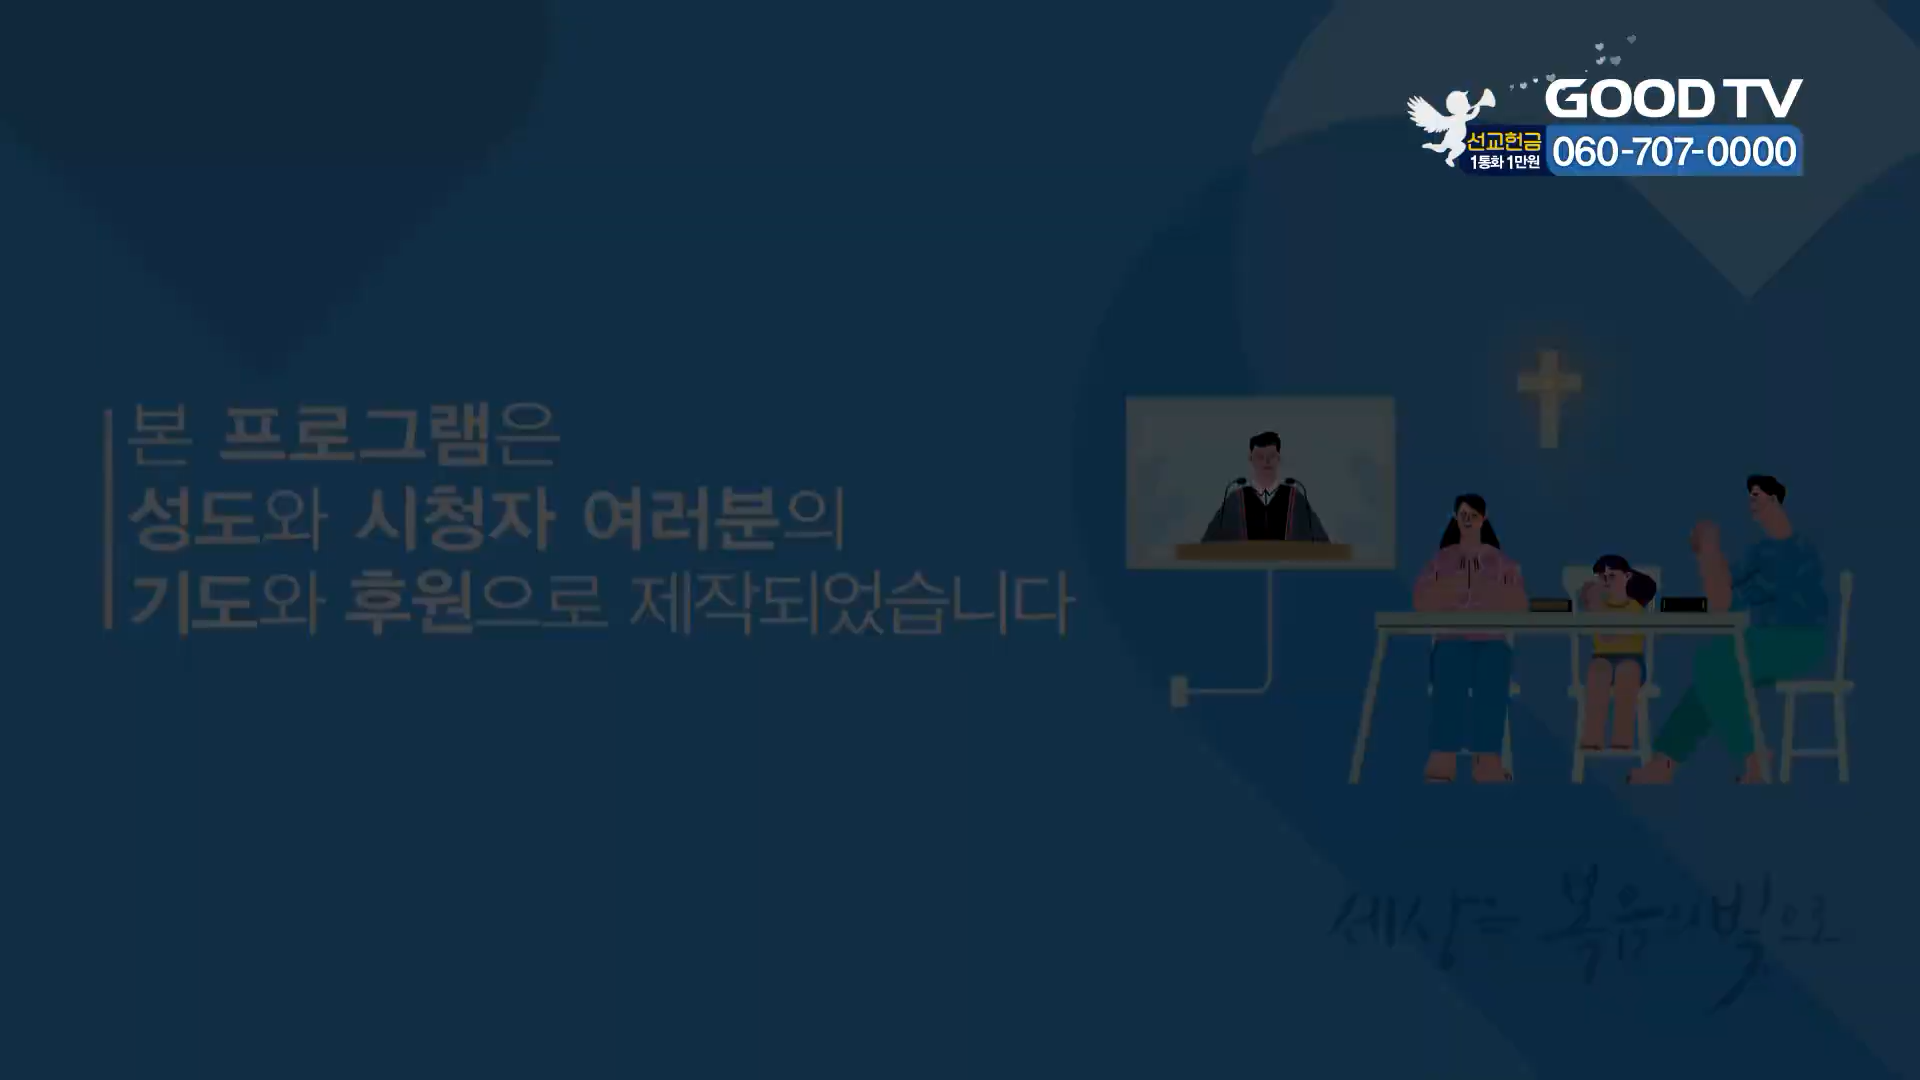 GOOD TV
선교헌금
1통화 1만원
060-707-0000
본 프로그램은
성도와 시청자 여러분의
기도와 후원으로 제작되었습니다
세상을 복음의 빛으로